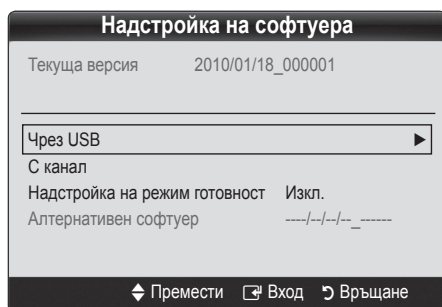 Надстройка на софтуера
Текуща версия 2010/01/18_000001
Чрез USB ►
С канал
Надстройка на режим готовност Изкл.
Алтернативен софтуер ----/--/--/--_------
Премести Вход Връщане